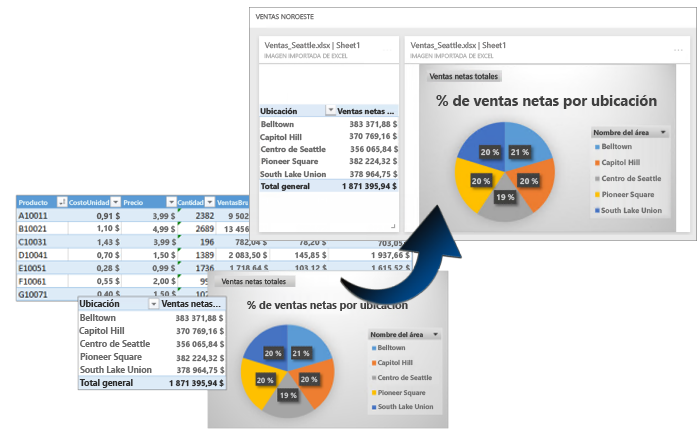 VENTAS NOROESTE
Ventas_Seattle.xlsx | Sheet1
IMAGEN IMPORTADA DE EXCEL
Ubicación Ventas netas ...
Belltown 383 371,88 $
Capitol Hill 370 769,16 $
Centro de Seattle 356 065,84 $
Pioneer Square 382 224,32 $
South Lake Union 378 964,75 $
Total general 1 871 395,94 $
Ventas_Seattle.xlsx | Sheet1
IMAGEN IMPORTADA DE EXCEL
Ventas netas totales
% de ventas netas por ubicación
20 % 21 %
20 % 20 %
19 %
Nombre del área
Belltown
Capitol Hill
Centro de Seattle
Pioneer Square
South Lake Union
Producto CostoUnidad Precio Cantidad VentasBrs
A10011 0,91 $ 3,99 $ 2382 9 502
B10021 1,10 $ 4,99 $ 2689 13 456
C10031 1,43 $ 3,99 $ 196 782,04 $ 78,20 $ 703,05
D10041 0,70 $ 1,50 $ 1389 2 083,50 $ 145,85 $ 1 937,66 $
E10051 0,28 $ 0,99 $ 1736 1 718,64 $ 103,12 $ 1 615,52 $
F10061 0,55 $ 2,00 $
G10071 0,40 $ 1,50 $
Ubicación Ventas netas...
Belltown 383 371,88 $
Capitol Hill 370 769,16 $
Centro de Seattle 356 065,84 $
Pioneer Square 382 224,32 $
South Lake Union 378 964,75 $
Total general 1 871 395,94 $
Ventas netas totales
% de ventas netas por ubicación
20 % 21 %
20 % 20 %
19 %
Nombre del área
Belltown
Capitol Hill
Centro de Seattle
Pioneer Square
South Lake Union